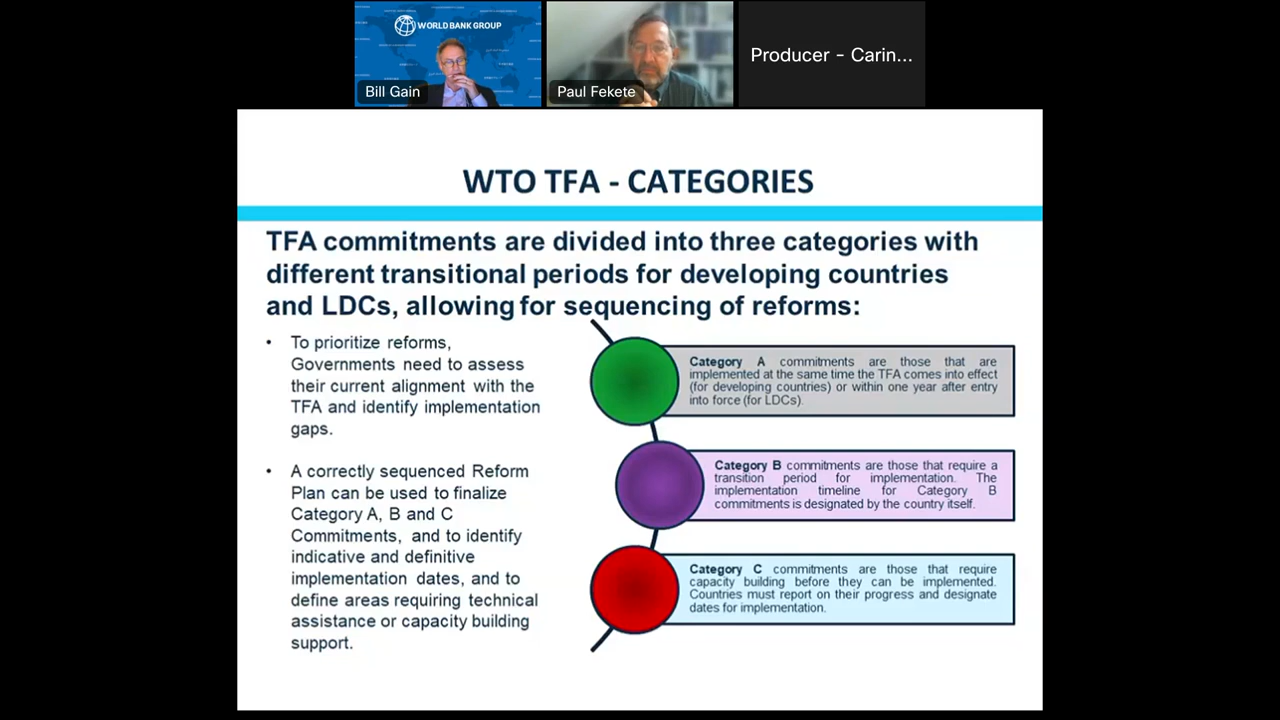 WORLD BANK GROUP
Bill Gain
Paul Fekete
Producer - Carin...
WTO TFA - CATEGORIES
TFA commitments are divided into three categories with
different transitional periods for developing countries
and LDCs, allowing for sequencing of reforms:
• To prioritize reforms,
Governments need to assess
their current alignment with the
TFA and identify implementation
gaps.
• A correctly sequenced Reform
Plan can be used to finalize
Category A, B and C
Commitments, and to identify
indicative and definitive
implementation dates, and to
define areas requiring technical
assistance or capacity building
support.
Category A commitments are those that are
implemented at the same time the TFA comes into effect
(for developing countries) or within one year after entry
into force (for LDCs).
Category B commitments are those that require a
transition period for implementation. The
implementation timeline for Category B
commitments is designated by the country itself.
Category C commitments are those that require
capacity building before they can be implemented.
Countries must report on their progress and designate
dates for implementation.